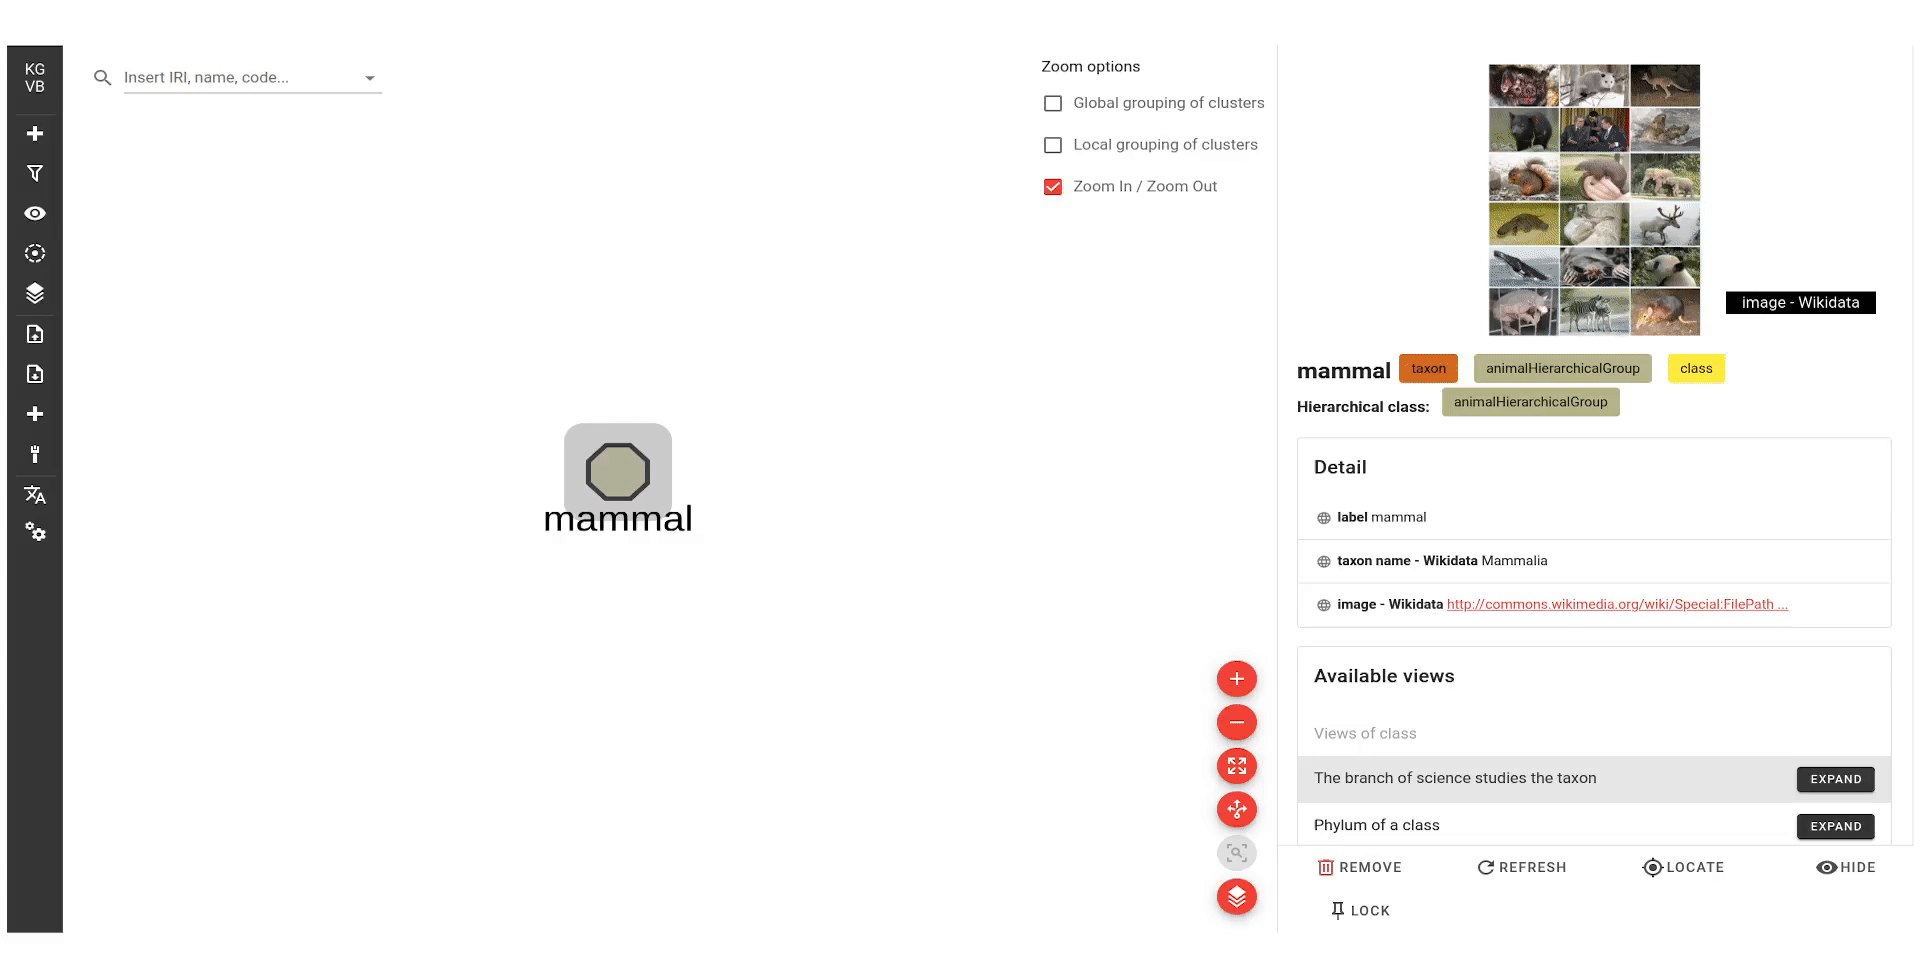 KG
VB
Insert IRI, name, code...
Zoom options
Global grouping of clusters
Local grouping of clusters
Zoom In / Zoom Out
mammal
image - Wikidata
mammal taxon animalHierarchicalGroup class
Hierarchical class: animalHierarchicalGroup
Detail
label mammal
taxon name - Wikidata Mammalia
image - Wikidata http://commons.wikimedia.org/wiki/Special:FilePath ...
Available views
Views of class
The branch of science studies the taxon EXPAND
Phylum of a class EXPAND
REMOVE REFRESH LOCATE HIDE
LOCK